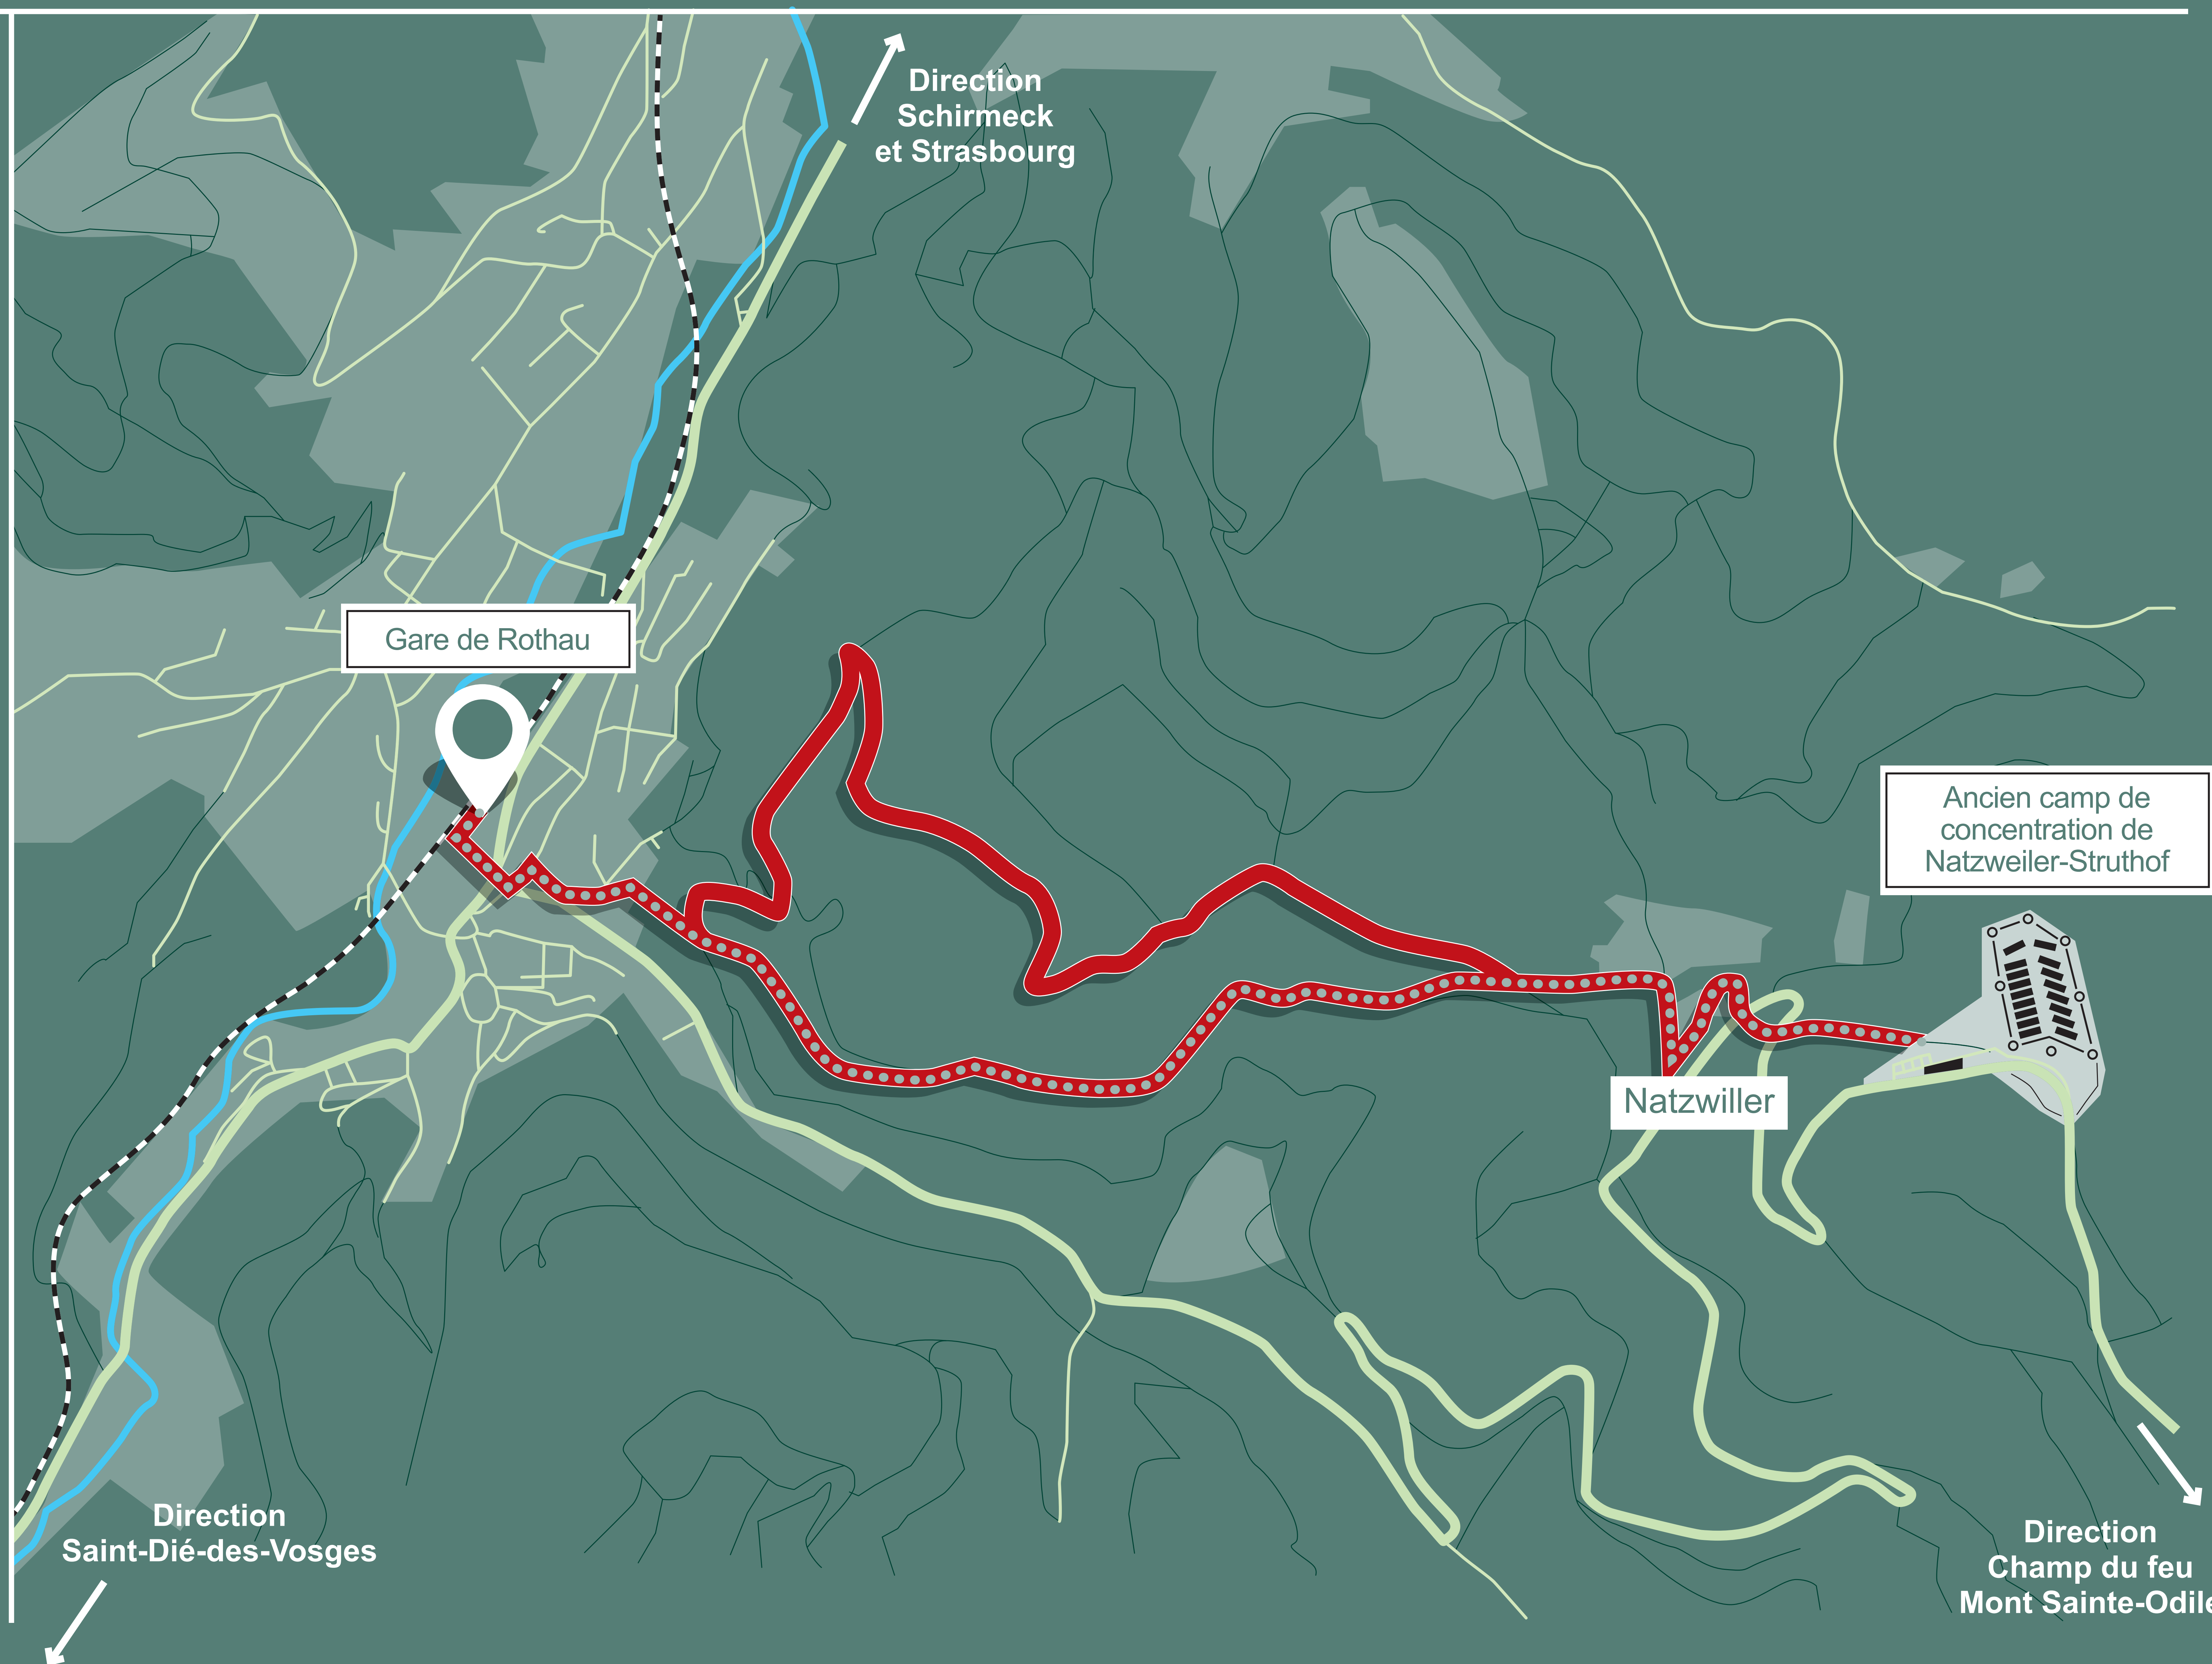 Direction
Schirmeck
et Strasbourg
Gare de Rothau
Ancien camp de
concentration de
Natzweiler-Struthof
Natzwiller
Direction
Saint-Dié-des-Vosges
Direction
Champ du feu
Mont Sainte-Odile